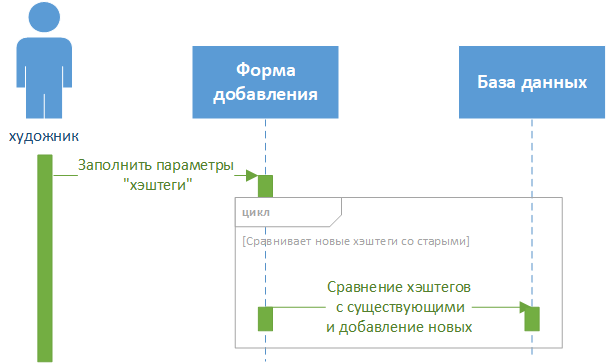 Форма
добавления
База данных
художник
Заполнить параметры
"хэштеги"
цикл
[Сравнивает новые хэштеги со старыми]
Сравнение хэштегов
с существующими
и добавление новых